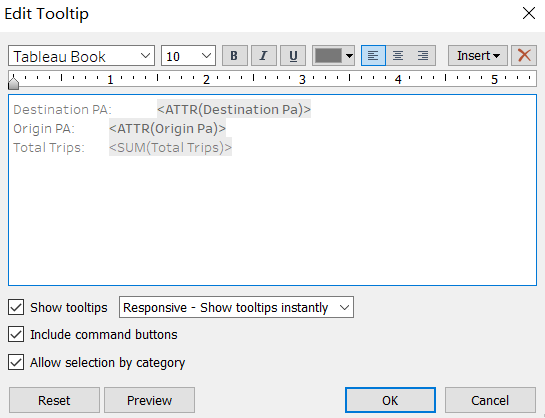 Edit Tooltip
Tableau Book 10 B I U Insert
1 2 3 4 5
Destination PA: <ATTR(Destination Pa)>
Origin PA: <ATTR(Origin Pa)>
Total Trips: <SUM(Total Trips)>
Show tooltips Responsive - Show tooltips instantly
Include command buttons
Allow selection by category
Reset Preview OK Cancel